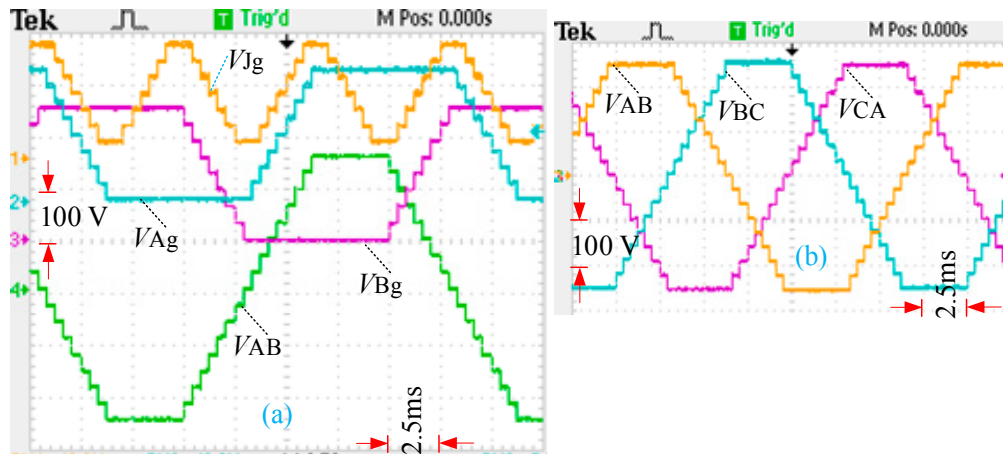 Tek T Trig'd M Pos: 0.000s
VJg
1
2
100 V
VAg
3
VBg
4
VAB
(a)
2.5ms
Tek T Trig'd M Pos: 0.000s
VAB VBC VCA
3
100 V
(b)
2.5ms